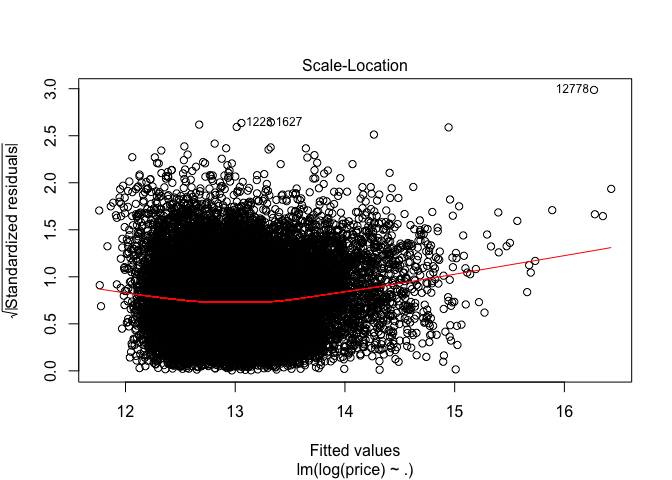 Scale-Location
√|Standardized residuals|
3.0
2.5
2.0
1.5
1.0
0.5
0.0
12778
1627
12 13 14 15 16
Fitted values
lm(log(price) ~ .)